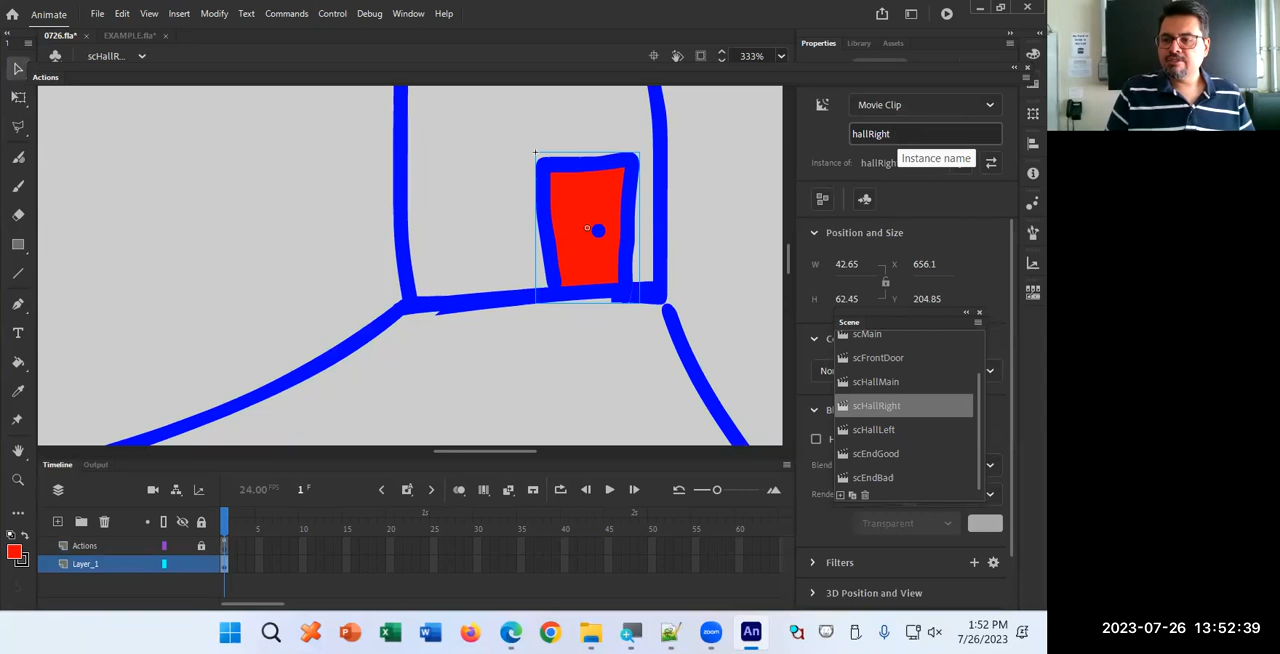 Animate
File Edit View Insert Modify Text Commands Control Debug Window Help
0726.fla* × EXAMPLE.fla* ×
scHallR...
333%
Properties Library Assets
Actions
Movie Clip
hallRight
Instance name
Instance of: hallRigh
Position and Size
W 42.65 X 656.1
H 62.45 Y 204.85
Scene
scMain
scFrontDoor
scHallMain
scHallRight
scHallLeft
scEndGood
scEndBad
Blend
Transparent
Filters
3D Position and View
Timeline Output
24.00 FPS 1 F
1s 2s
5 10 15 20 25 30 35 40 45 50 55 60
Actions
Layer_1
1:52 PM
7/26/2023
2023-07-26 13:52:39